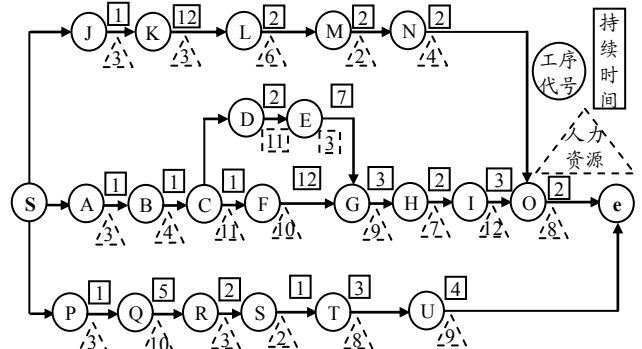 1 12 2 2 2
J K L M N
3 3 6 2 4
工序
代号
持
续
时
间
人力
资源
2 7
D E
11 3
1 1 1 12 3 2 3 2
S A B C F G H I O e
3 4 11 10 9 7 12 8
1 5 2 1 3 4
P Q R S T U
3 10 3 2 8 9